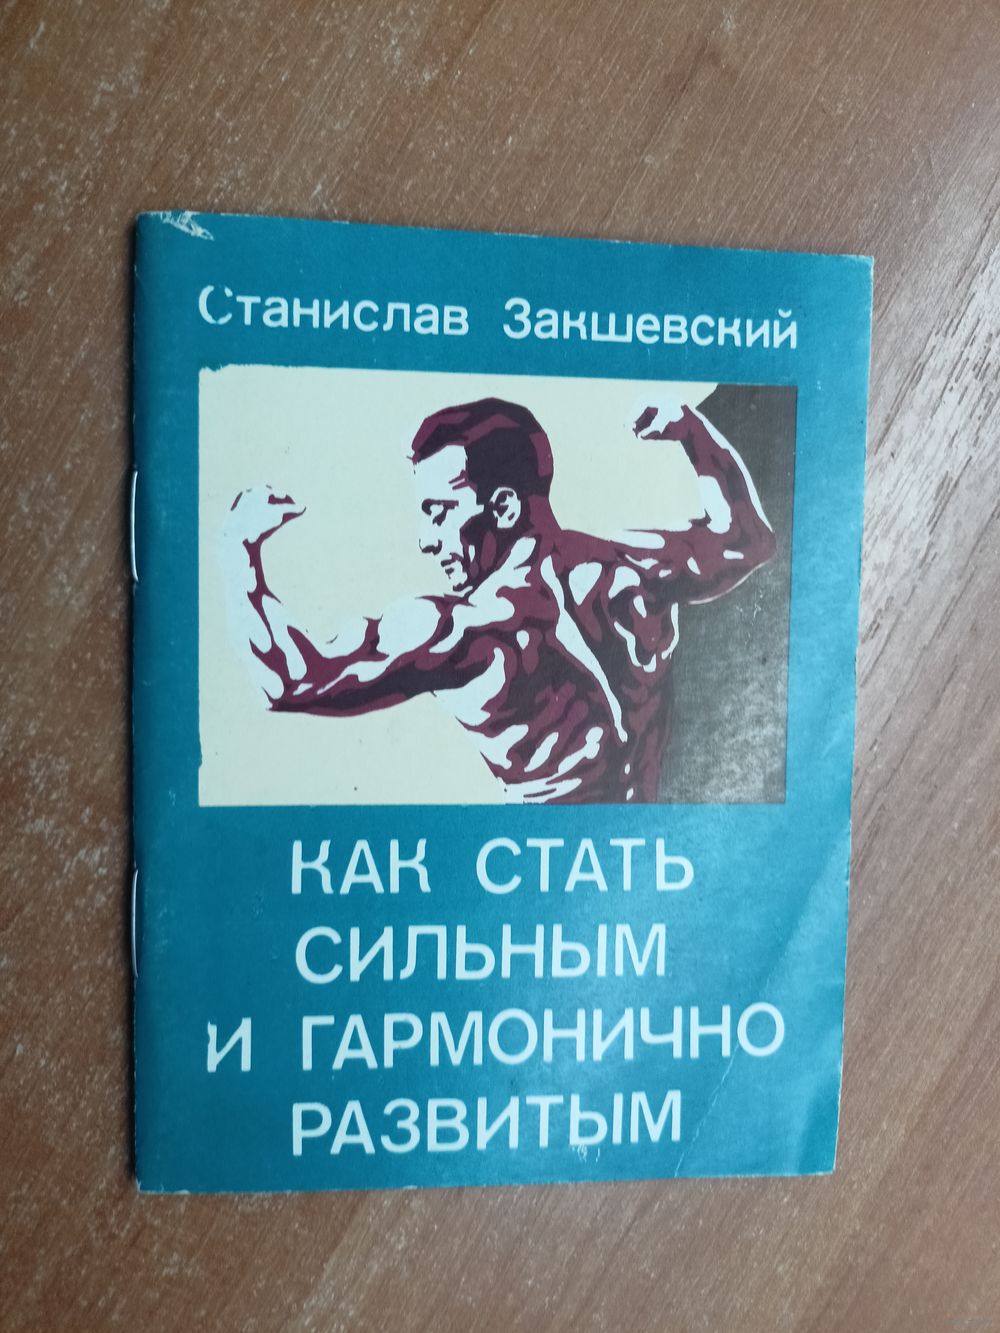 Станислав Закшевский
КАК СТАТЬ
СИЛЬНЫМ
И ГАРМОНИЧНО
РАЗВИТЫМ